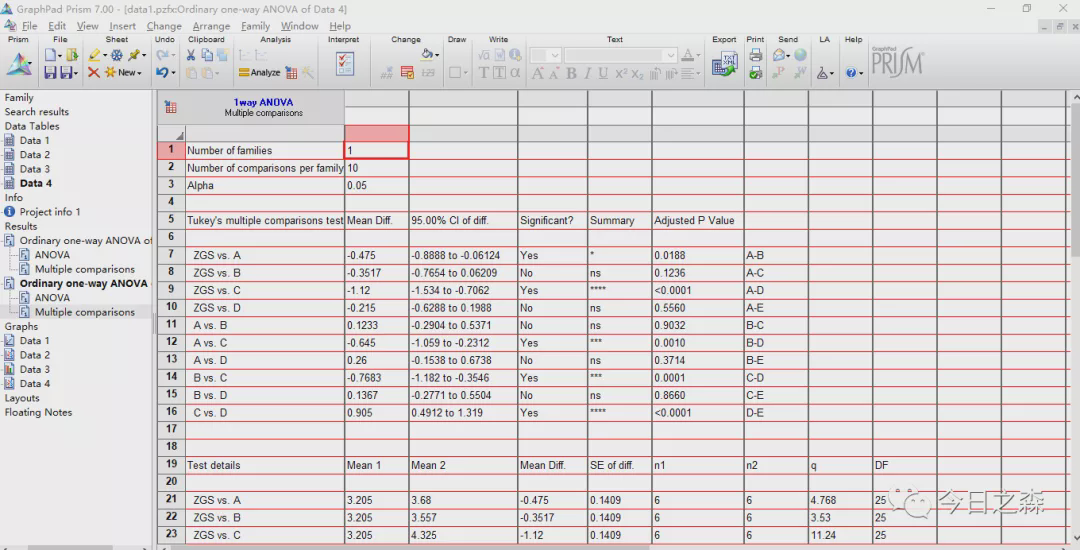 GraphPad Prism 7.00 - [data1.pzfx:Ordinary one-way ANOVA of Data 4]
File Edit View Insert Change Arrange Family Window Help
Prism File Sheet Undo Clipboard Analysis Interpret Change Draw Write Text Export Print Send LA Help
New Analyze GraphPad PRISM
Family
Search results
Data Tables
Data 1
Data 2
Data 3
Data 4
Info
Project info 1
Results
Ordinary one-way ANOVA of
ANOVA
Multiple comparisons
Ordinary one-way ANOVA
ANOVA
Multiple comparisons
Graphs
Data 1
Data 2
Data 3
Data 4
Layouts
Floating Notes
1way ANOVA
Multiple comparisons
1 Number of families 1
2 Number of comparisons per family 10
3 Alpha 0.05
4
5 Tukey's multiple comparisons test Mean Diff. 95.00% CI of diff. Significant? Summary Adjusted P Value
6
7 ZGS vs. A -0.475 -0.8888 to -0.06124 Yes * 0.0188 A-B
8 ZGS vs. B -0.3517 -0.7654 to 0.06209 No ns 0.1236 A-C
9 ZGS vs. C -1.12 -1.534 to -0.7062 Yes **** <0.0001 A-D
10 ZGS vs. D -0.215 -0.6288 to 0.1988 No ns 0.5560 A-E
11 A vs. B 0.1233 -0.2904 to 0.5371 No ns 0.9032 B-C
12 A vs. C -0.645 -1.059 to -0.2312 Yes *** 0.0010 B-D
13 A vs. D 0.26 -0.1538 to 0.6738 No ns 0.3714 B-E
14 B vs. C -0.7683 -1.182 to -0.3546 Yes *** 0.0001 C-D
15 B vs. D 0.1367 -0.2771 to 0.5504 No ns 0.8660 C-E
16 C vs. D 0.905 0.4912 to 1.319 Yes **** <0.0001 D-E
17
18
19 Test details Mean 1 Mean 2 Mean Diff. SE of diff. n1 n2 q DF
20
21 ZGS vs. A 3.205 3.68 -0.475 0.1409 6 6 4.768 25
22 ZGS vs. B 3.205 3.557 -0.3517 0.1409 6 6 3.53 25
23 ZGS vs. C 3.205 4.325 -1.12 0.1409 6 6 11.24 25
今日之森